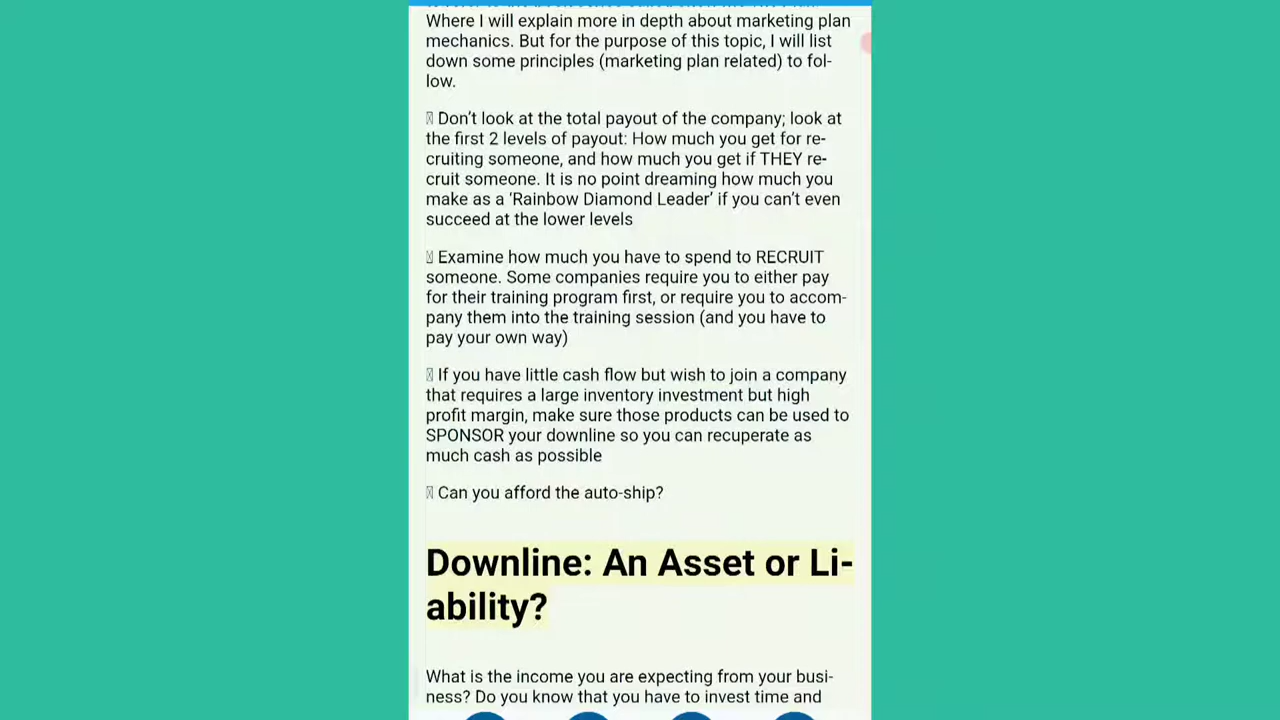 Where I will explain more in depth about marketing plan
mechanics. But for the purpose of this topic, I will list
down some principles (marketing plan related) to fol-
low.
Don’t look at the total payout of the company; look at
the first 2 levels of payout: How much you get for re-
cruiting someone, and how much you get if THEY re-
cruit someone. It is no point dreaming how much you
make as a ‘Rainbow Diamond Leader’ if you can’t even
succeed at the lower levels
Examine how much you have to spend to RECRUIT
someone. Some companies require you to either pay
for their training program first, or require you to accom-
pany them into the training session (and you have to
pay your own way)
If you have little cash flow but wish to join a company
that requires a large inventory investment but high
profit margin, make sure those products can be used to
SPONSOR your downline so you can recuperate as
much cash as possible
Can you afford the auto-ship?
Downline: An Asset or Li-
ability?
What is the income you are expecting from your busi-
ness? Do you know that you have to invest time and